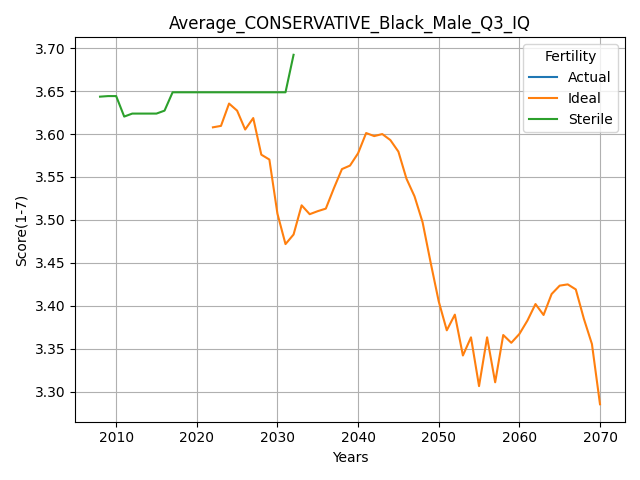 Average_CONSERVATIVE_Black_Male_Q3_IQ
Score(1-7)
3.70
3.65
3.60
3.55
3.50
3.45
3.40
3.35
3.30
Fertility
Actual
Ideal
Sterile
2010 2020 2030 2040 2050 2060 2070
Years